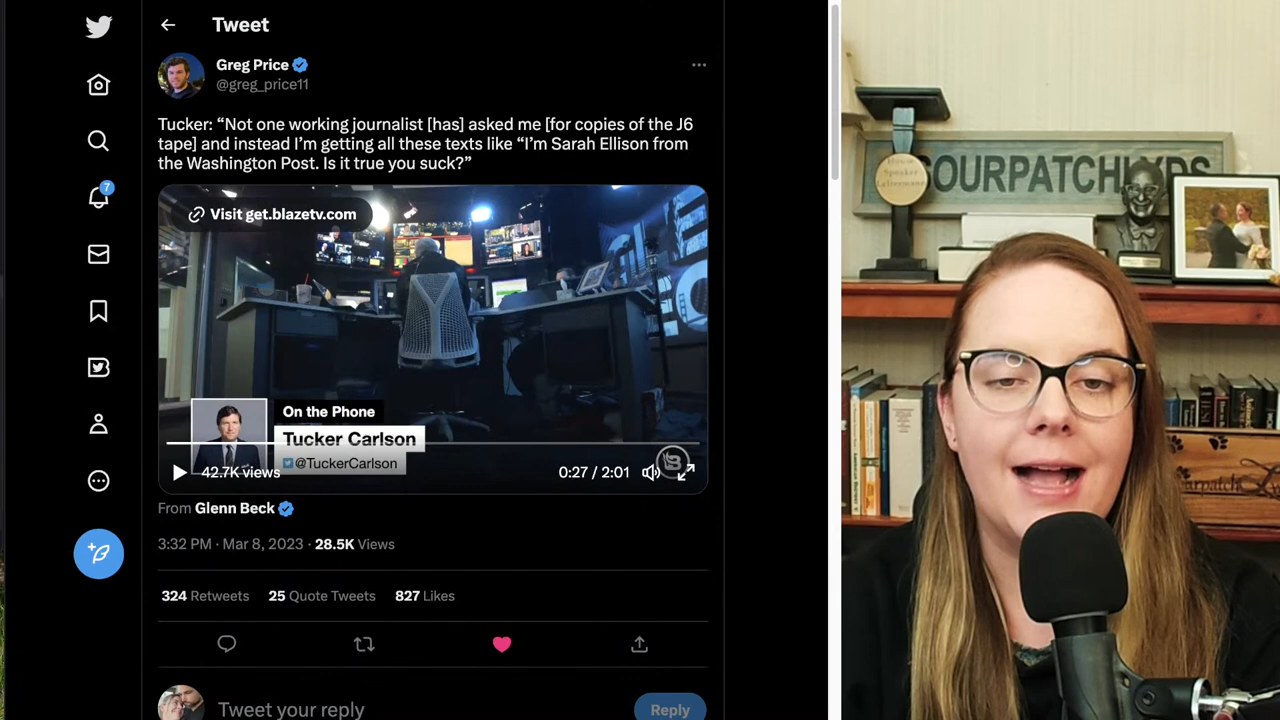 Tweet
Greg Price
@greg_price11
Tucker: “Not one working journalist [has] asked me [for copies of the J6
tape] and instead I’m getting all these texts like “I’m Sarah Ellison from
the Washington Post. Is it true you suck?”
Visit get.blazetv.com
On the Phone
Tucker Carlson
@TuckerCarlson
42.7K views
0:27 / 2:01
From Glenn Beck
3:32 PM · Mar 8, 2023 · 28.5K Views
324 Retweets 25 Quote Tweets 827 Likes
Tweet your reply
Reply
7
House
Speaker
OURPATCHLYDS